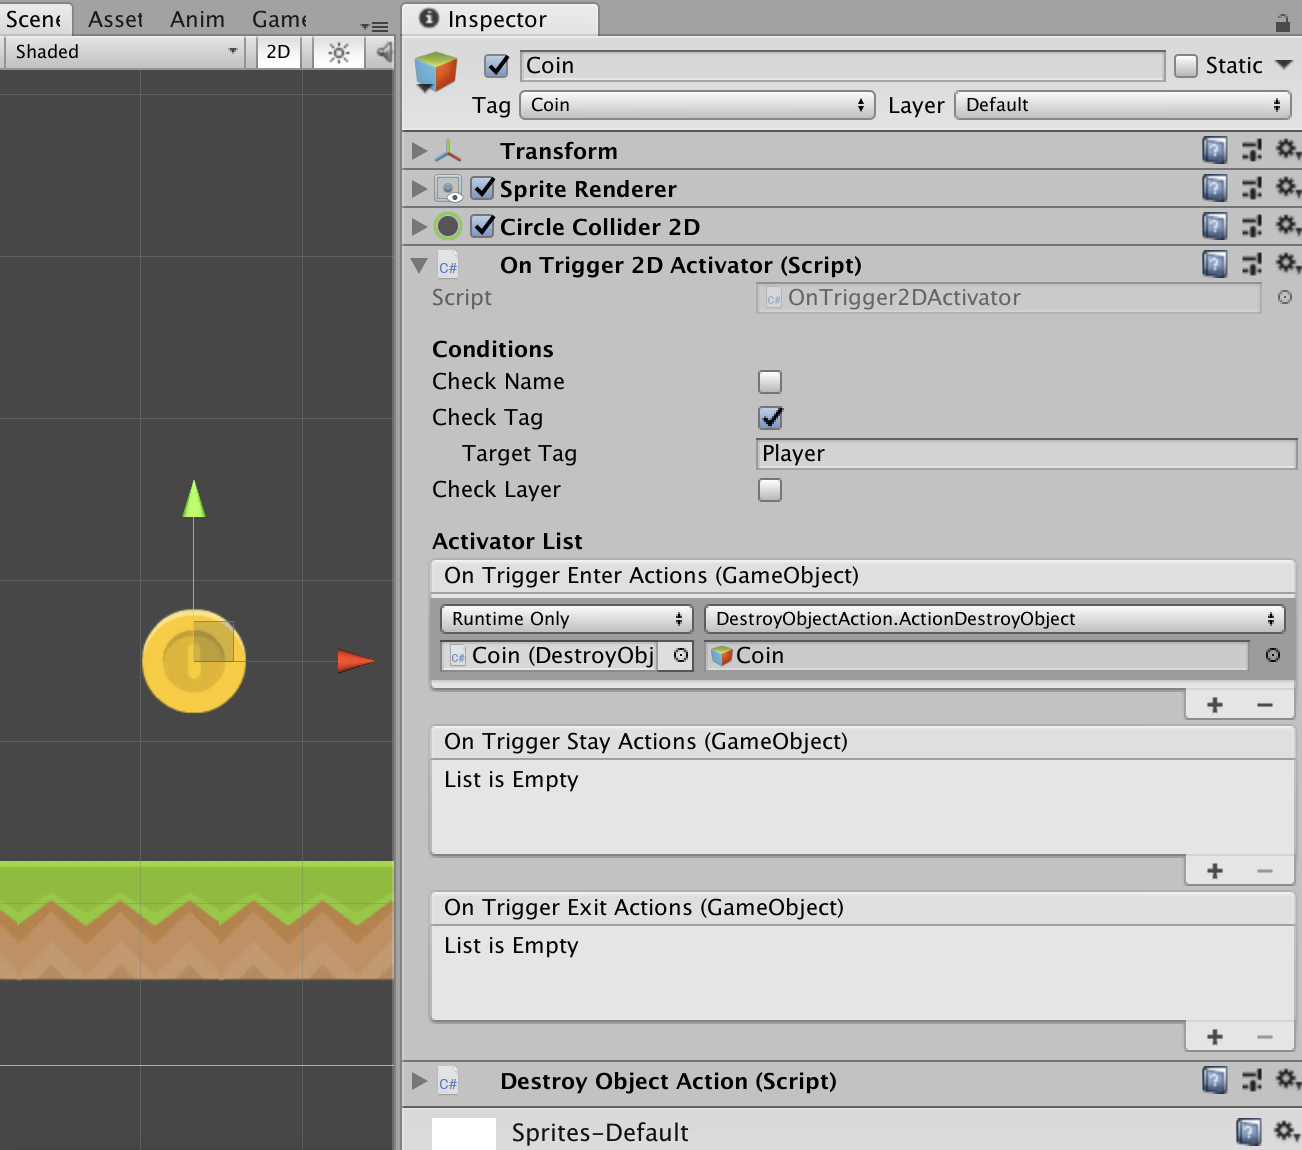 Scene Asset Anim Game
Shaded 2D
Inspector
Coin Static
Tag Coin Layer Default
Transform
Sprite Renderer
Circle Collider 2D
C# On Trigger 2D Activator (Script)
Script C# OnTrigger2DActivator
Conditions
Check Name
Check Tag
Target Tag Player
Check Layer
Activator List
On Trigger Enter Actions (GameObject)
Runtime Only DestroyObjectAction.ActionDestroyObject
C# Coin (DestroyObj Coin
+ −
On Trigger Stay Actions (GameObject)
List is Empty
+ −
On Trigger Exit Actions (GameObject)
List is Empty
+ −
C# Destroy Object Action (Script)
Sprites-Default